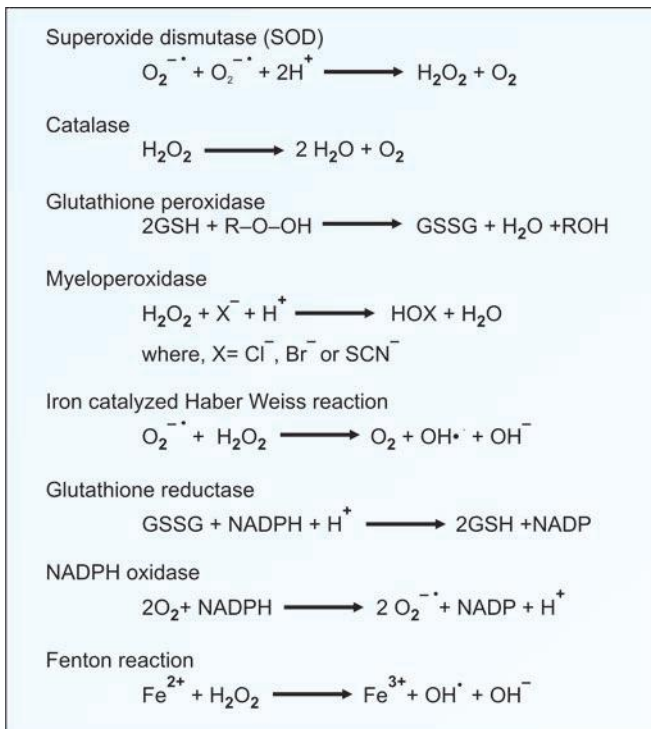 Superoxide dismutase (SOD)
O₂⁻• + O₂⁻• + 2H⁺ ⟶ H₂O₂ + O₂
Catalase
H₂O₂ ⟶ 2 H₂O + O₂
Glutathione peroxidase
2GSH + R–O–OH ⟶ GSSG + H₂O +ROH
Myeloperoxidase
H₂O₂ + X⁻ + H⁺ ⟶ HOX + H₂O
where, X= Cl⁻, Br⁻ or SCN⁻
Iron catalyzed Haber Weiss reaction
O₂⁻• + H₂O₂ ⟶ O₂ + OH• + OH⁻
Glutathione reductase
GSSG + NADPH + H⁺ ⟶ 2GSH +NADP
NADPH oxidase
2O₂+ NADPH ⟶ 2 O₂⁻• + NADP + H⁺
Fenton reaction
Fe²⁺ + H₂O₂ ⟶ Fe³⁺ + OH• + OH⁻